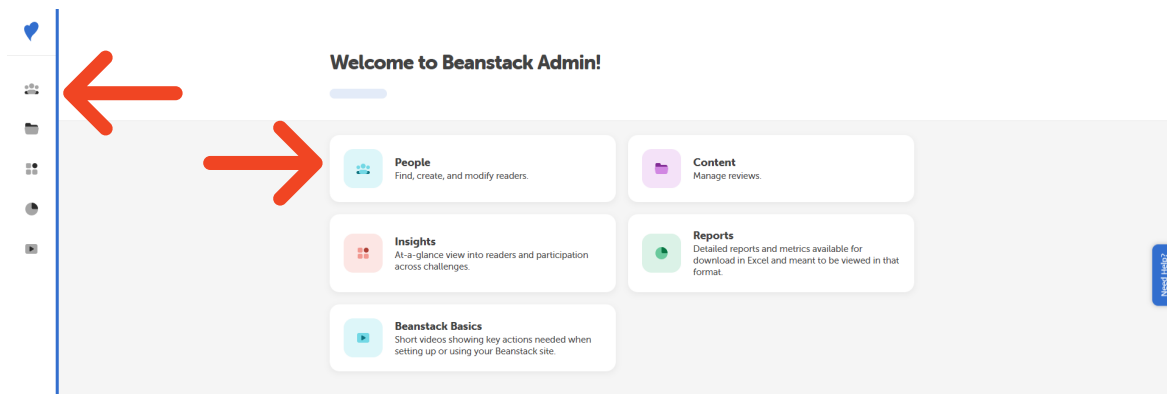 Welcome to Beanstack Admin!
People
Find, create, and modify readers.
Content
Manage reviews.
Insights
At-a-glance view into readers and participation
across challenges.
Reports
Detailed reports and metrics available for
download in Excel and meant to be viewed in that
format.
Beanstack Basics
Short videos showing key actions needed when
setting up or using your Beanstack site.
Need Help?